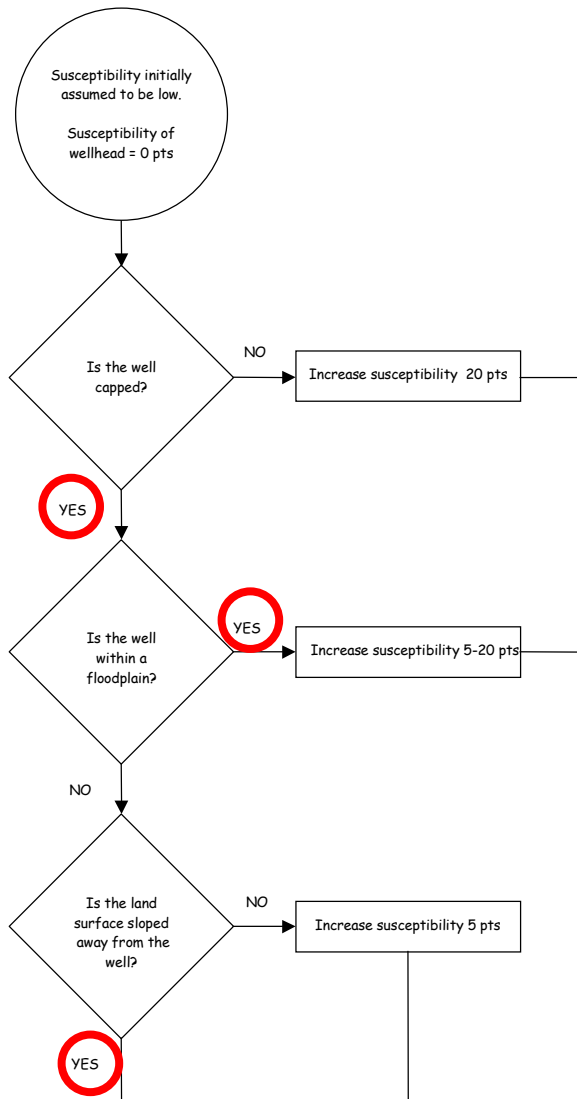 Susceptibility initially
assumed to be low.
Susceptibility of
wellhead = 0 pts
Is the well
capped?
NO
Increase susceptibility 20 pts
YES
Is the well
within a
floodplain?
YES
Increase susceptibility 5-20 pts
NO
Is the land
surface sloped
away from the
well?
NO
Increase susceptibility 5 pts
YES